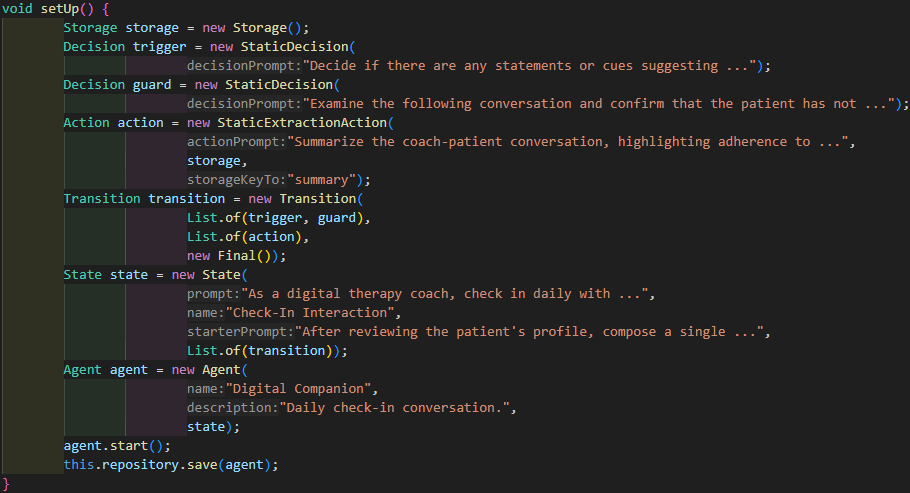 void setUp() {
Storage storage = new Storage();
Decision trigger = new StaticDecision(
decisionPrompt:"Decide if there are any statements or cues suggesting ...");
Decision guard = new StaticDecision(
decisionPrompt:"Examine the following conversation and confirm that the patient has not ...");
Action action = new StaticExtractionAction(
actionPrompt:"Summarize the coach-patient conversation, highlighting adherence to ...",
storage,
storageKeyTo:"summary");
Transition transition = new Transition(
List.of(trigger, guard),
List.of(action),
new Final());
State state = new State(
prompt:"As a digital therapy coach, check in daily with ...",
name:"Check-In Interaction",
starterPrompt:"After reviewing the patient's profile, compose a single ...",
List.of(transition));
Agent agent = new Agent(
name:"Digital Companion",
description:"Daily check-in conversation.",
state);
agent.start();
this.repository.save(agent);
}